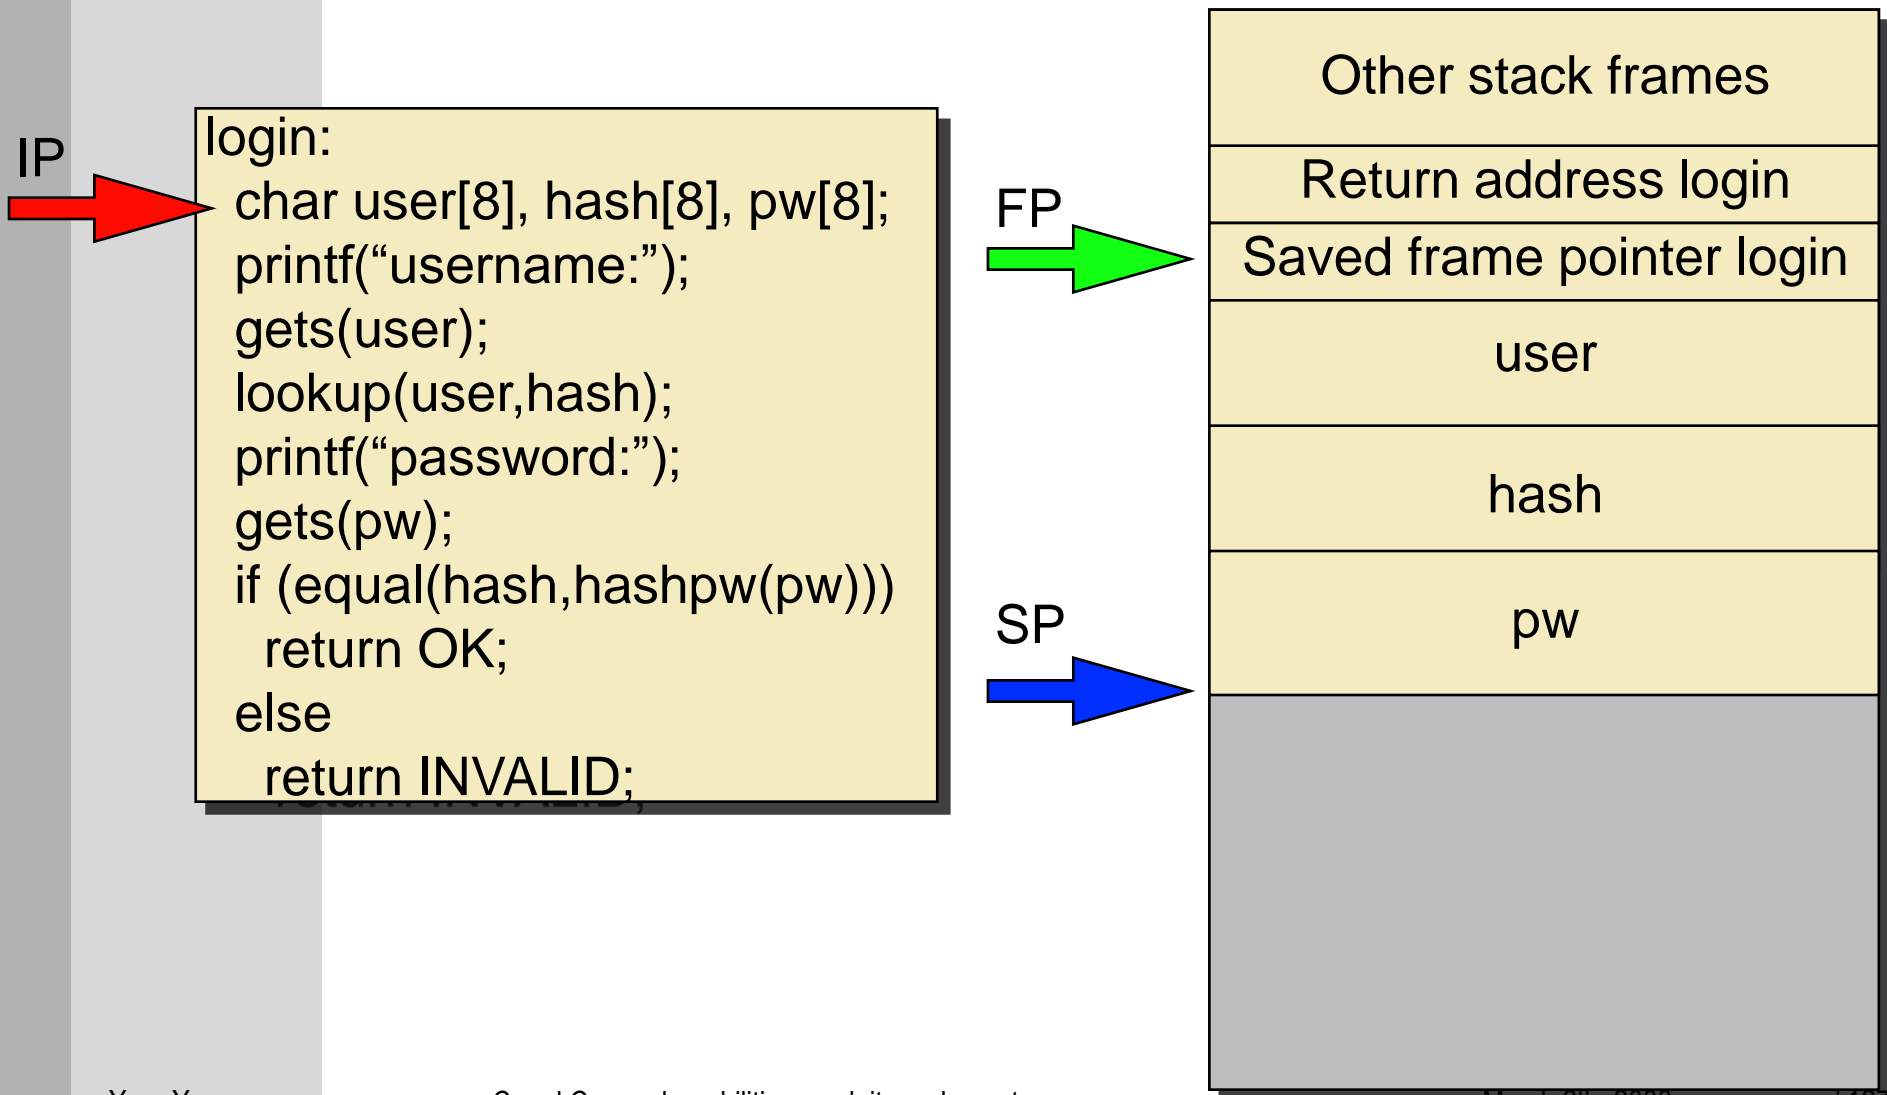 IP
login:
char user[8], hash[8], pw[8];
printf(“username:”);
gets(user);
lookup(user,hash);
printf(“password:”);
gets(pw);
if (equal(hash,hashpw(pw)))
return OK;
else
return INVALID;
FP
SP
Other stack frames
Return address login
Saved frame pointer login
user
hash
pw